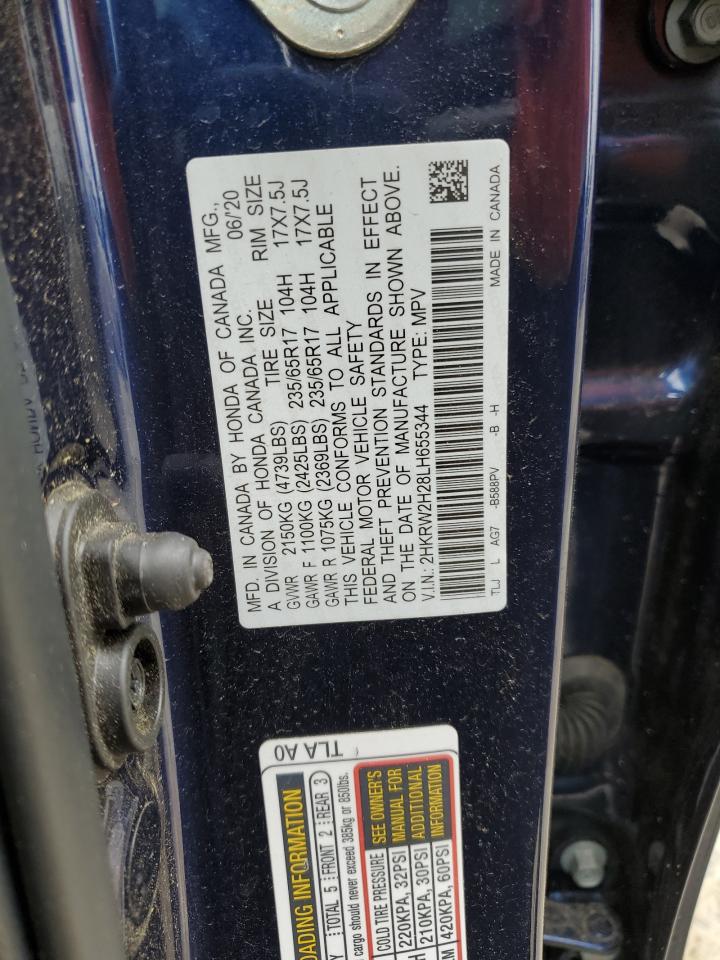 MFD. IN CANADA BY HONDA OF CANADA MFG.,
A DIVISION OF HONDA CANADA INC. 06/'20
GVWR 2150KG (4739LBS) TIRE SIZE RIM SIZE
GAWR F 1100KG (2425LBS) 235/65R17 104H 17X7.5J
GAWR R 1075KG (2369LBS) 235/65R17 104H 17X7.5J
THIS VEHICLE CONFORMS TO ALL APPLICABLE
FEDERAL MOTOR VEHICLE SAFETY
AND THEFT PREVENTION STANDARDS IN EFFECT
ON THE DATE OF MANUFACTURE SHOWN ABOVE.
V.I.N.: 2HKRW2H28LH655344 TYPE: MPV
TLJ L AG7 -B588PV -B -H MADE IN CANADA
TLA A0
LOADING INFORMATION
TOTAL 5 FRONT 2 REAR 3
cargo should never exceed 385kg or 850lbs.
COLD TIRE PRESSURE SEE OWNER'S
220KPA, 32PSI MANUAL FOR
210KPA, 30PSI ADDITIONAL
420KPA, 60PSI INFORMATION